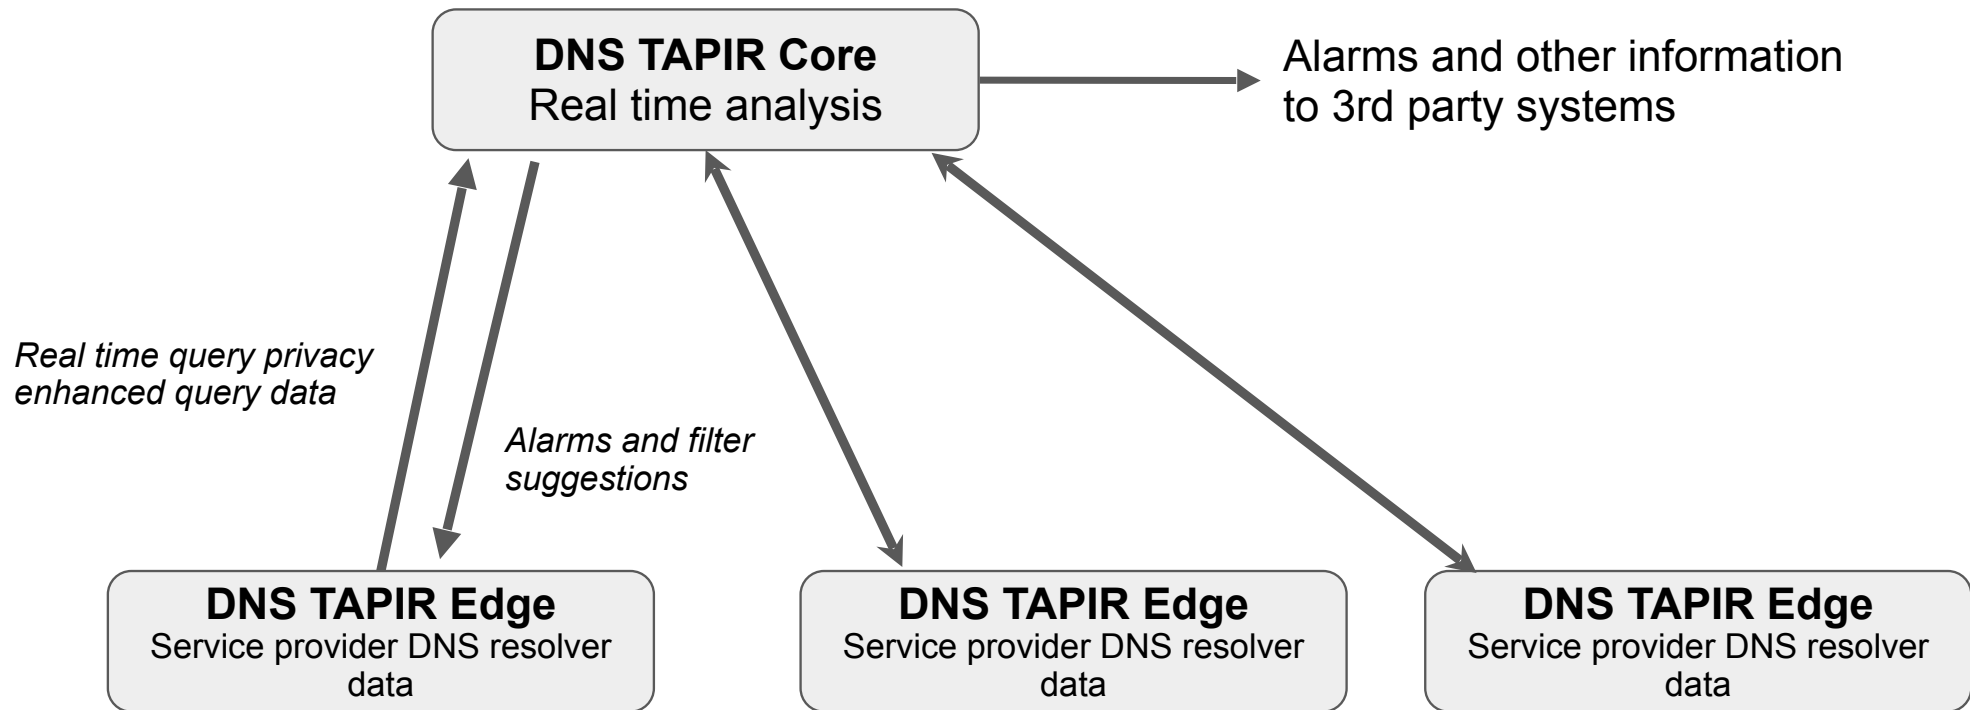 DNS TAPIR Core
Real time analysis
Alarms and other information
to 3rd party systems
Real time query privacy
enhanced query data
Alarms and filter
suggestions
DNS TAPIR Edge
Service provider DNS resolver
data
DNS TAPIR Edge
Service provider DNS resolver
data
DNS TAPIR Edge
Service provider DNS resolver
data